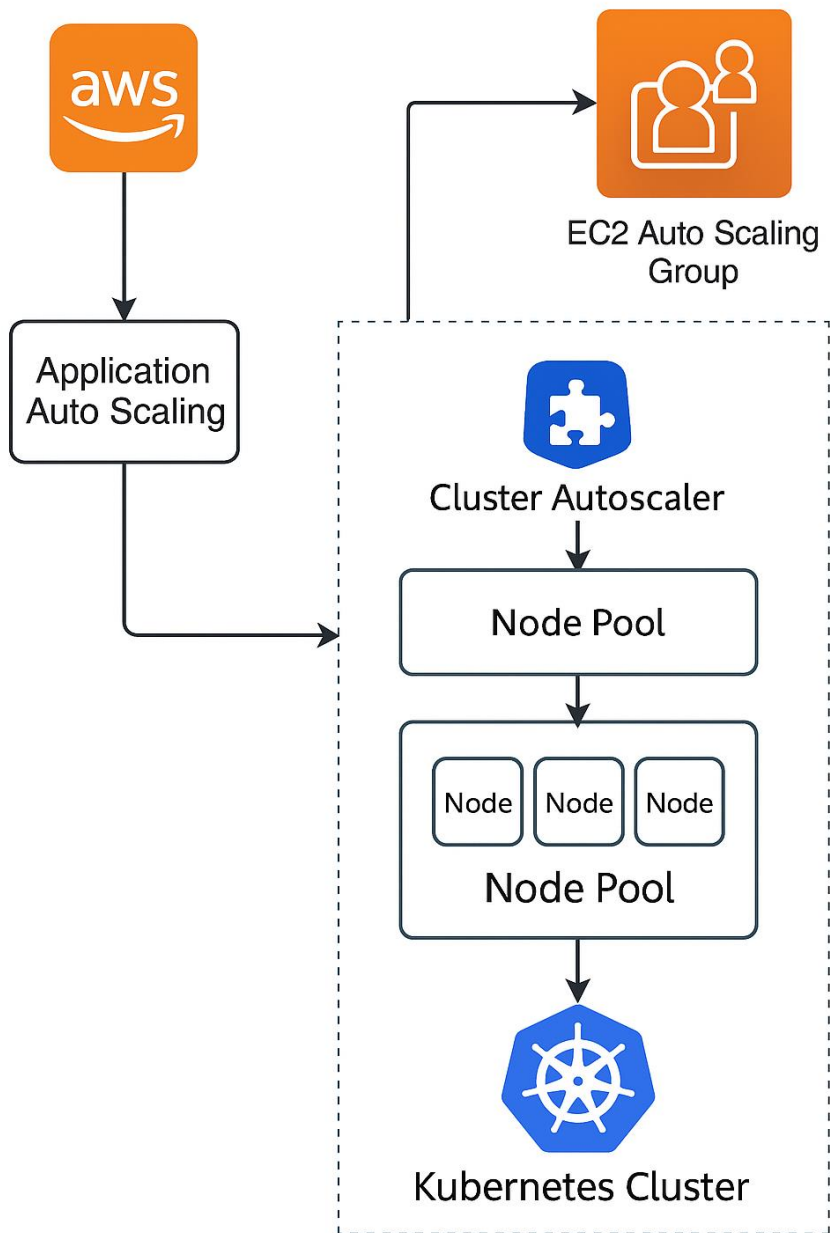 aws
EC2 Auto Scaling
Group
Application
Auto Scaling
Cluster Autoscaler
Node Pool
Node Node Node
Node Pool
Kubernetes Cluster